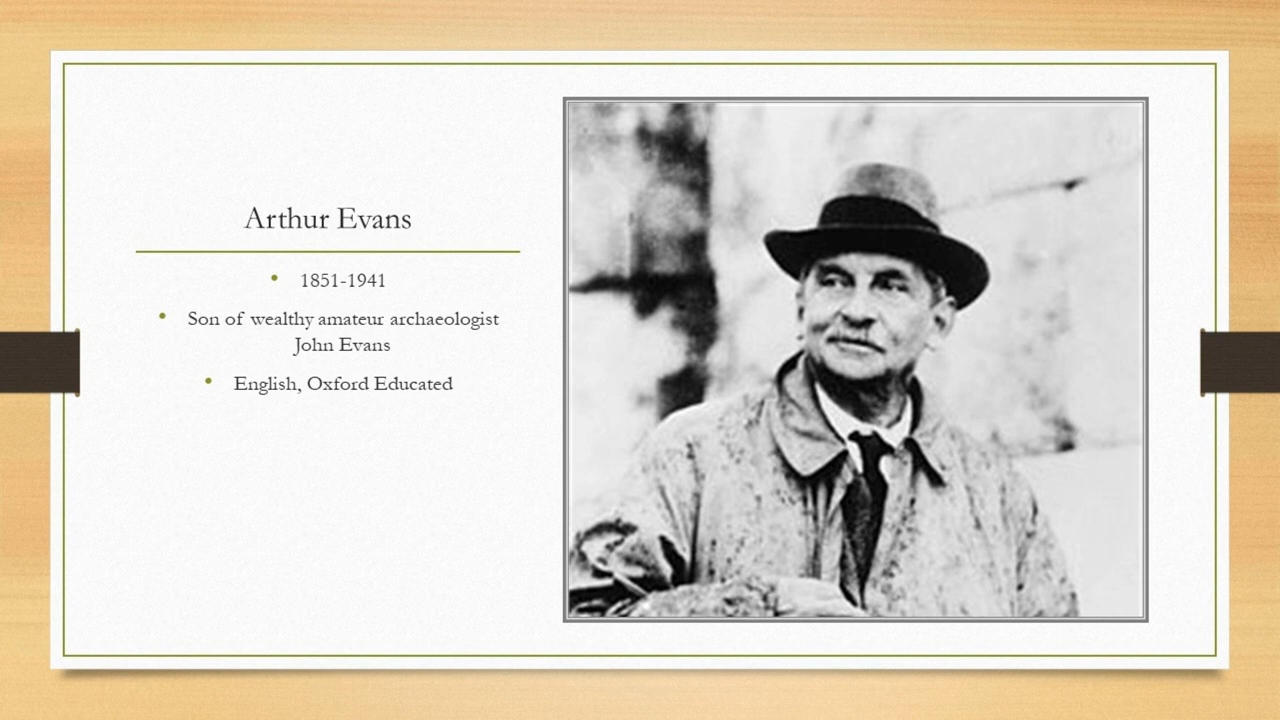 Arthur Evans
• 1851-1941
• Son of wealthy amateur archaeologist
John Evans
• English, Oxford Educated